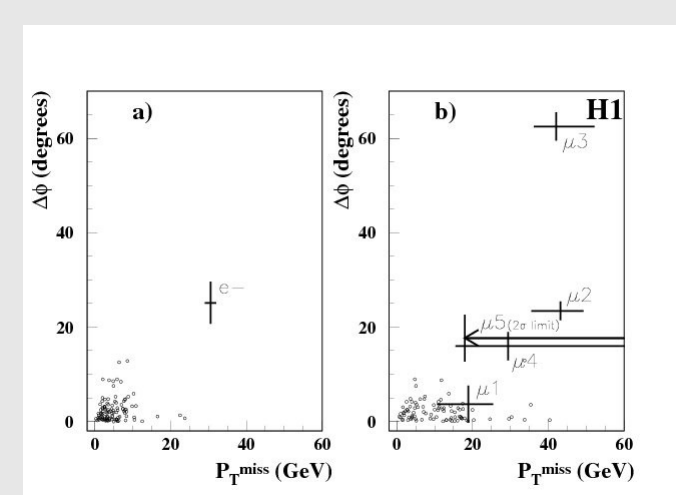 a)
Δφ (degrees)
60
40
20
0
e−
0 20 40 60
P_T^miss (GeV)
b)
H1
Δφ (degrees)
60
40
20
0
μ3
μ2
μ5 (2σ limit)
μ4
μ1
0 20 40 60
P_T^miss (GeV)